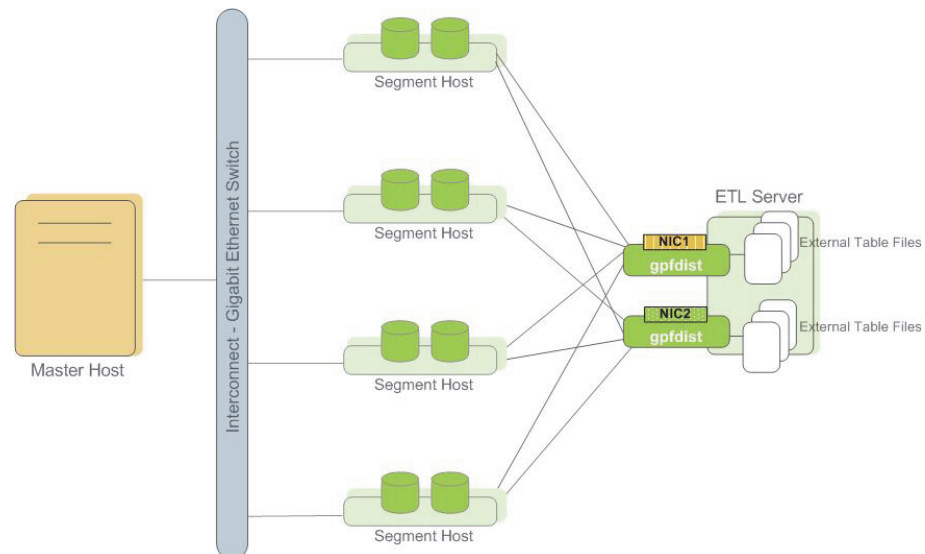 Segment Host
ETL Server
Segment Host
NIC1
External Table Files
gpfdist
Interconnect - Gigabit Ethernet Switch
NIC2
External Table Files
gpfdist
Master Host
Segment Host
Segment Host